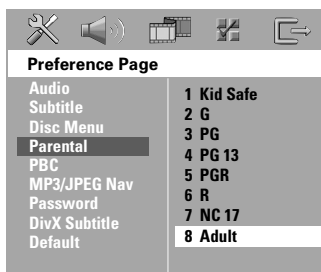 Preference Page
Audio
Subtitle
Disc Menu
Parental
PBC
MP3/JPEG Nav
Password
DivX Subtitle
Default
1 Kid Safe
2 G
3 PG
4 PG 13
5 PGR
6 R
7 NC 17
8 Adult